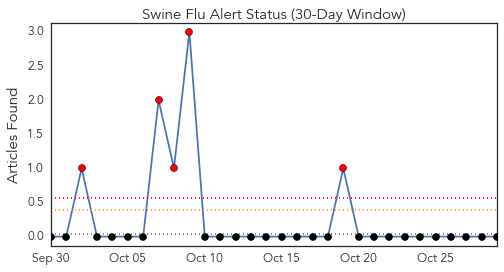 Swine Flu Alert Status (30-Day Window)
Articles Found
3.0
2.5
2.0
1.5
1.0
0.5
0.0
Sep 30 Oct 05 Oct 10 Oct 15 Oct 20 Oct 25